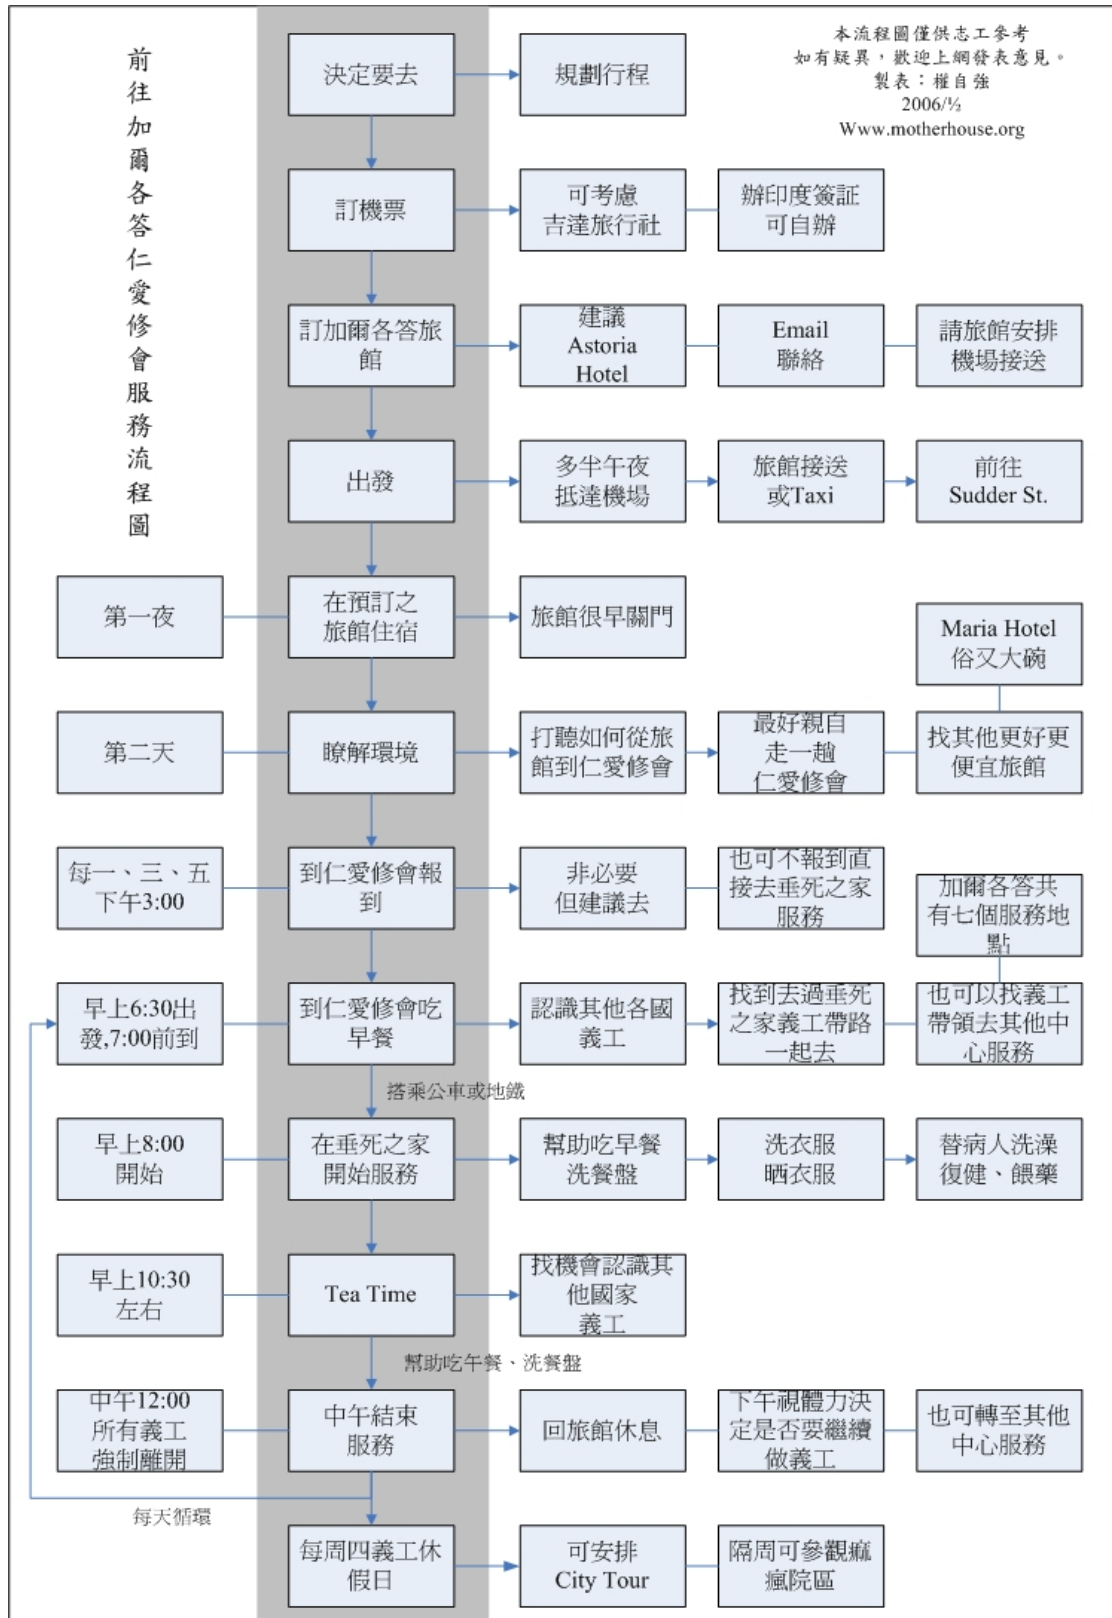 前往加爾各答仁愛修會服務流程圖
本流程圖僅供志工參考
如有疑異，歡迎上網發表意見。
製表：權自強
2006/½
Www.motherhouse.org
決定要去
規劃行程
訂機票
可考慮
吉達旅行社
辦印度簽証
可自辦
訂加爾各答旅
館
建議
Astoria
Hotel
Email
聯絡
請旅館安排
機場接送
出發
多半午夜
抵達機場
旅館接送
或Taxi
前往
Sudder St.
第一夜
在預訂之
旅館住宿
旅館很早關門
Maria Hotel
俗又大碗
第二天
瞭解環境
打聽如何從旅
館到仁愛修會
最好親自
走一趟
仁愛修會
找其他更好更
便宜旅館
每一、三、五
下午3:00
到仁愛修會報
到
非必要
但建議去
也可不報到直
接去垂死之家
服務
加爾各答共
有七個服務地
點
早上6:30出
發,7:00前到
到仁愛修會吃
早餐
認識其他各國
義工
找到去過垂死
之家義工帶路
一起去
也可以找義工
帶領去其他中
心服務
搭乘公車或地鐵
早上8:00
開始
在垂死之家
開始服務
幫助吃早餐
洗餐盤
洗衣服
晒衣服
替病人洗澡
復健、餵藥
早上10:30
左右
Tea Time
找機會認識其
他國家
義工
幫助吃午餐、洗餐盤
中午12:00
所有義工
強制離開
中午結束
服務
回旅館休息
下午視體力決
定是否要繼續
做義工
也可轉至其他
中心服務
每天循環
每周四義工休
假日
可安排
City Tour
隔周可參觀痲
瘋院區